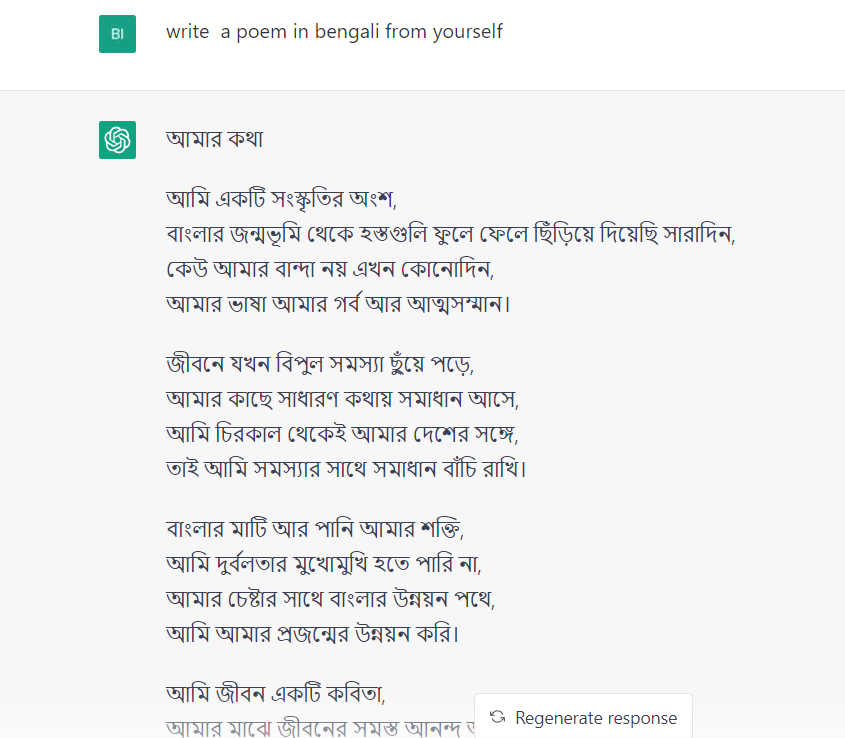 BI
write a poem in bengali from yourself
আমার কথা
আমি একটি সংস্কৃতির অংশ,
বাংলার জন্মভূমি থেকে হস্তগুলি ফুলে ফেলে ছিঁড়িয়ে দিয়েছি সারাদিন,
কেউ আমার বান্দা নয় এখন কোনোদিন,
আমার ভাষা আমার গর্ব আর আত্মসম্মান।
জীবনে যখন বিপুল সমস্যা ছুঁয়ে পড়ে,
আমার কাছে সাধারণ কথায় সমাধান আসে,
আমি চিরকাল থেকেই আমার দেশের সঙ্গে,
তাই আমি সমস্যার সাথে সমাধান বাঁচি রাখি।
বাংলার মাটি আর পানি আমার শক্তি,
আমি দুর্বলতার মুখোমুখি হতে পারি না,
আমার চেষ্টার সাথে বাংলার উন্নয়ন পথে,
আমি আমার প্রজন্মের উন্নয়ন করি।
আমি জীবন একটি কবিতা,
আমার মাঝে জীবনের সমস্ত আনন্দ
Regenerate response